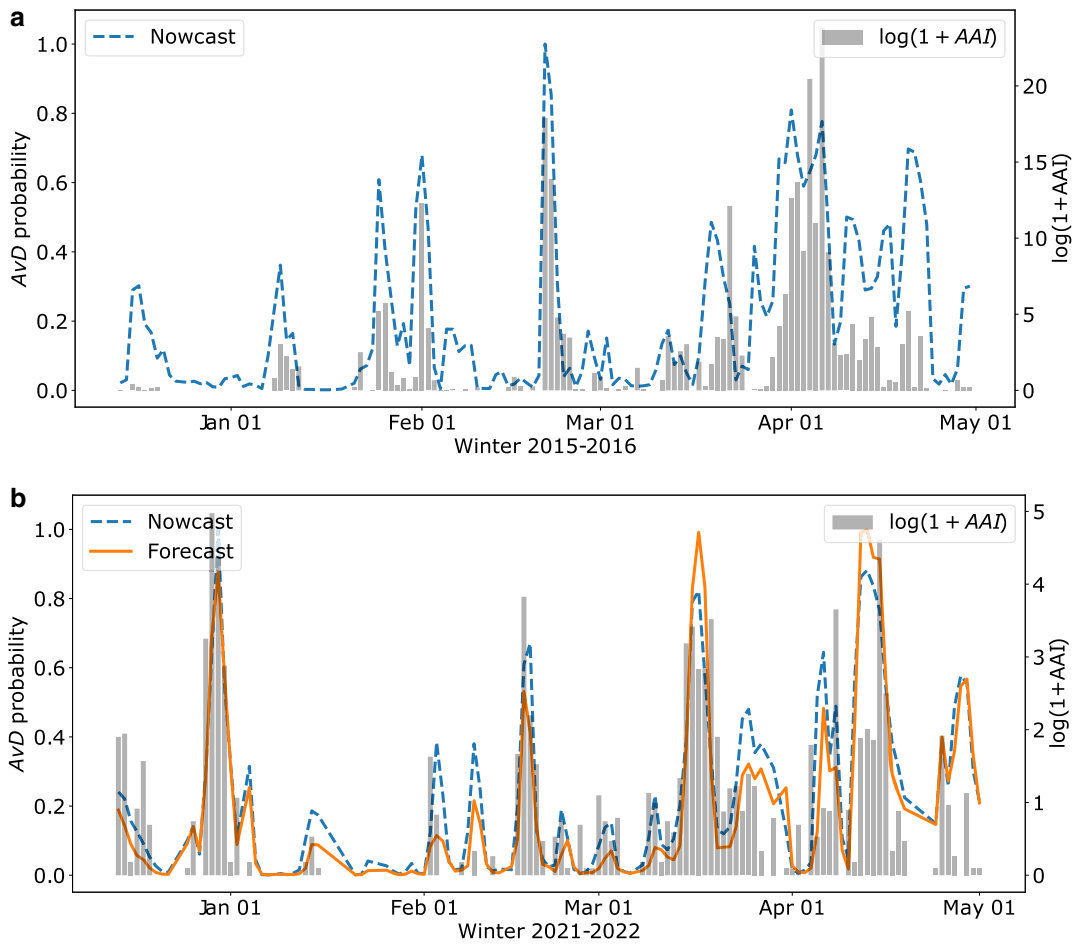 a
Nowcast
log(1 + AAI)
1.0
0.8
0.6
0.4
0.2
0.0
AvD probability
20
15
10
5
0
log(1+AAI)
Jan 01
Feb 01
Mar 01
Apr 01
May 01
Winter 2015-2016
b
Nowcast
Forecast
log(1 + AAI)
1.0
0.8
0.6
0.4
0.2
0.0
AvD probability
5
4
3
2
1
0
log(1+AAI)
Jan 01
Feb 01
Mar 01
Apr 01
May 01
Winter 2021-2022